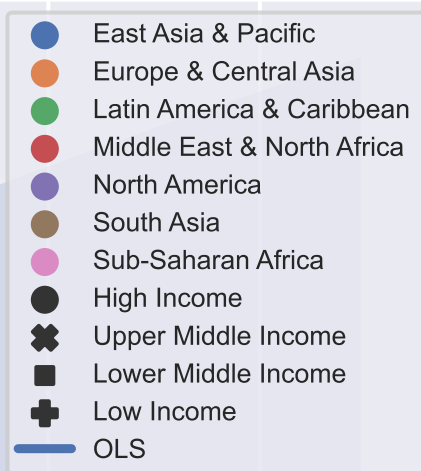 East Asia & Pacific
Europe & Central Asia
Latin America & Caribbean
Middle East & North Africa
North America
South Asia
Sub-Saharan Africa
High Income
Upper Middle Income
Lower Middle Income
Low Income
OLS